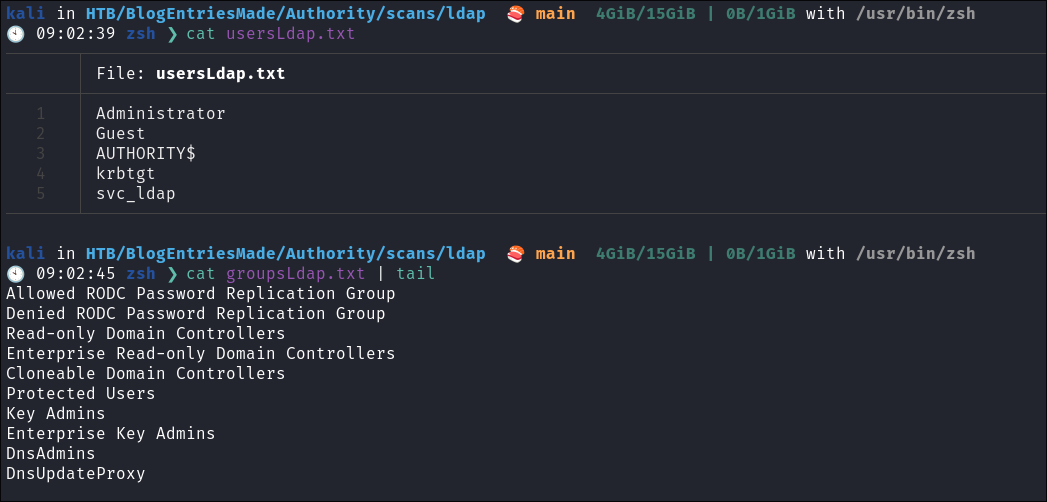 kali in HTB/BlogEntriesMade/Authority/scans/ldap 🍣 main 4GiB/15GiB | 0B/1GiB with /usr/bin/zsh
🕙 09:02:39 zsh ❯ cat usersLdap.txt
File: usersLdap.txt
1 Administrator
2 Guest
3 AUTHORITY$
4 krbtgt
5 svc_ldap
kali in HTB/BlogEntriesMade/Authority/scans/ldap 🍣 main 4GiB/15GiB | 0B/1GiB with /usr/bin/zsh
🕙 09:02:45 zsh ❯ cat groupsLdap.txt | tail
Allowed RODC Password Replication Group
Denied RODC Password Replication Group
Read-only Domain Controllers
Enterprise Read-only Domain Controllers
Cloneable Domain Controllers
Protected Users
Key Admins
Enterprise Key Admins
DnsAdmins
DnsUpdateProxy